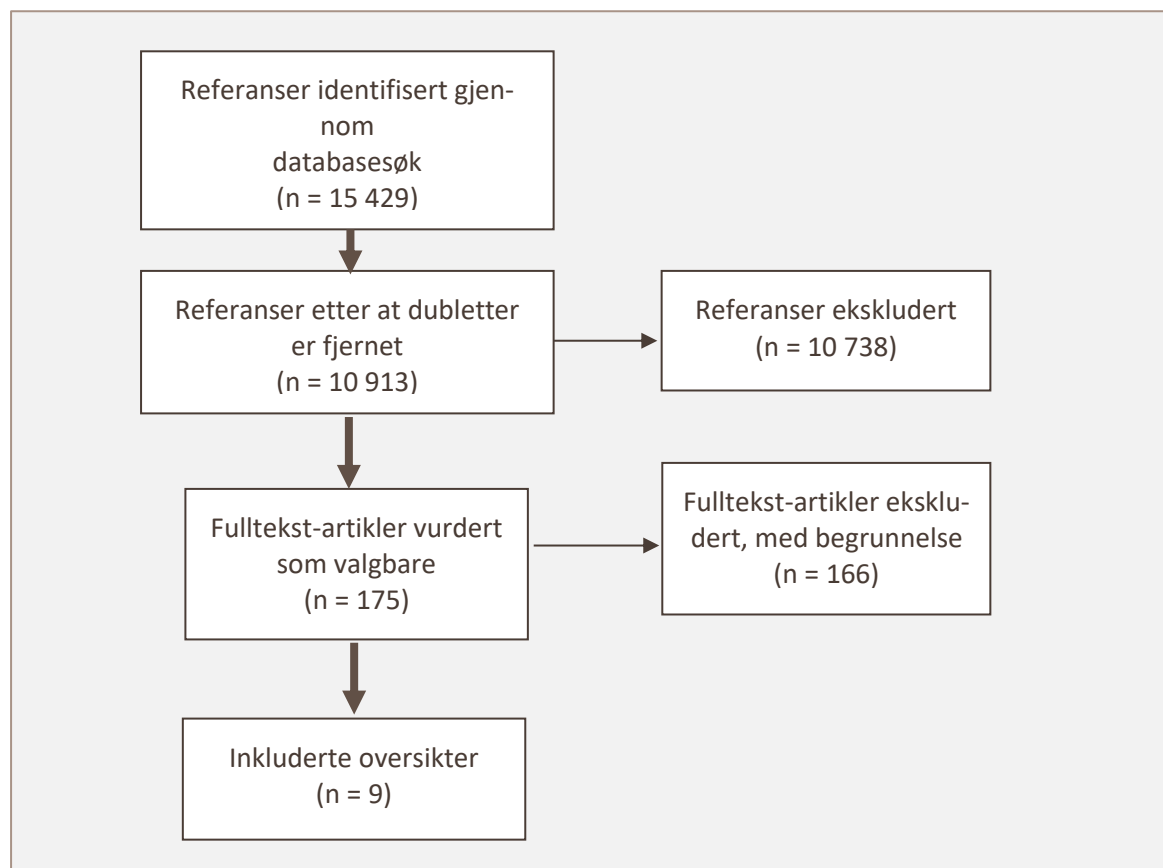 Referanser identifisert gjen-
nom
databasesøk
(n = 15 429)
Referanser etter at dubletter
er fjernet
(n = 10 913)
Referanser ekskludert
(n = 10 738)
Fulltekst-artikler vurdert
som valgbare
(n = 175)
Fulltekst-artikler eksklu-
dert, med begrunnelse
(n = 166)
Inkluderte oversikter
(n = 9)